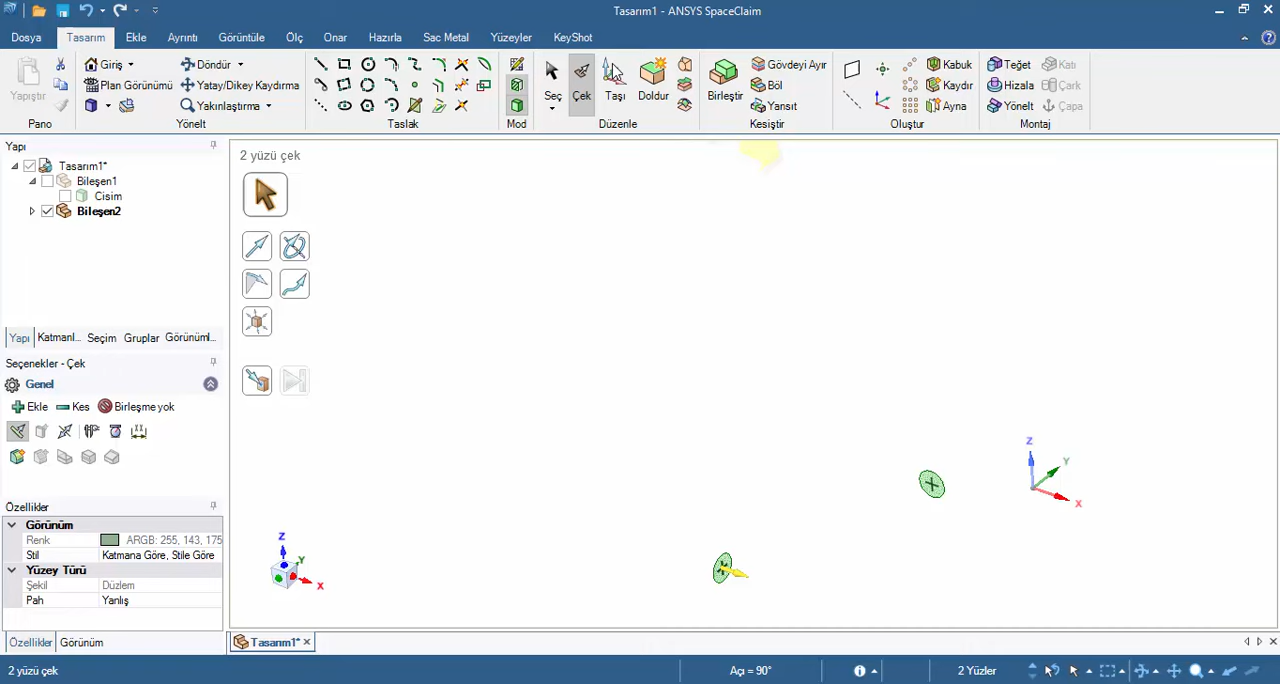 Tasarım1 - ANSYS SpaceClaim
Dosya Tasarım Ekle Ayrıntı Görüntüle Ölç Onar Hazırla Sac Metal Yüzeyler KeyShot
Yapıştır
Pano
Giriş Döndür
Plan Görünümü Yatay/Dikey Kaydırma
Yakınlaştırma
Yönelt
Taslak
Mod
Seç Çek Taşı Doldur
Düzenle
Birleştir
Gövdeyi Ayır
Böl
Yansıt
Kesiştir
Kabuk
Kaydır
Ayna
Oluştur
Teğet Katı
Hizala Çark
Yönelt Çapa
Montaj
Yapı
Tasarım1*
Bileşen1
Cisim
Bileşen2
Yapı Katmanl... Seçim Gruplar Görünüml...
Seçenekler - Çek
Genel
Ekle Kes Birleşme yok
Özellikler
Görünüm
Renk ARGB: 255, 143, 175
Stil Katmana Göre, Stile Göre
Yüzey Türü
Şekil Düzlem
Pah Yanlış
Özellikler Görünüm
2 yüzü çek
Z
Y
X
Z
Y
X
Tasarım1*
2 yüzü çek Açı = 90° 2 Yüzler